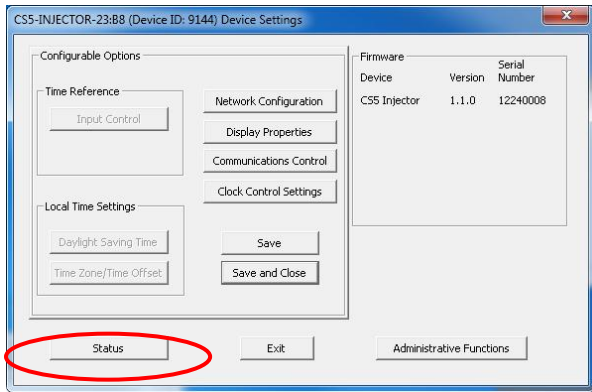 CS5-INJECTOR-23:B8 (Device ID: 9144) Device Settings
Configurable Options
Time Reference
Input Control
Network Configuration
Display Properties
Communications Control
Clock Control Settings
Local Time Settings
Daylight Saving Time
Time Zone/Time Offset
Save
Save and Close
Firmware
Device Version Serial Number
CS5 Injector 1.1.0 12240008
Status
Exit
Administrative Functions